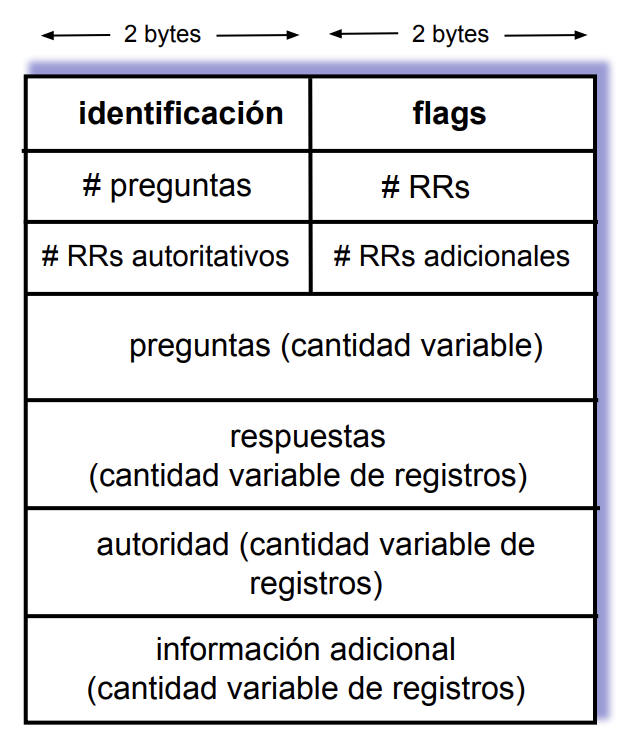 2 bytes 2 bytes
identificación flags
# preguntas # RRs
# RRs autoritativos # RRs adicionales
preguntas (cantidad variable)
respuestas
(cantidad variable de registros)
autoridad (cantidad variable de
registros)
información adicional
(cantidad variable de registros)